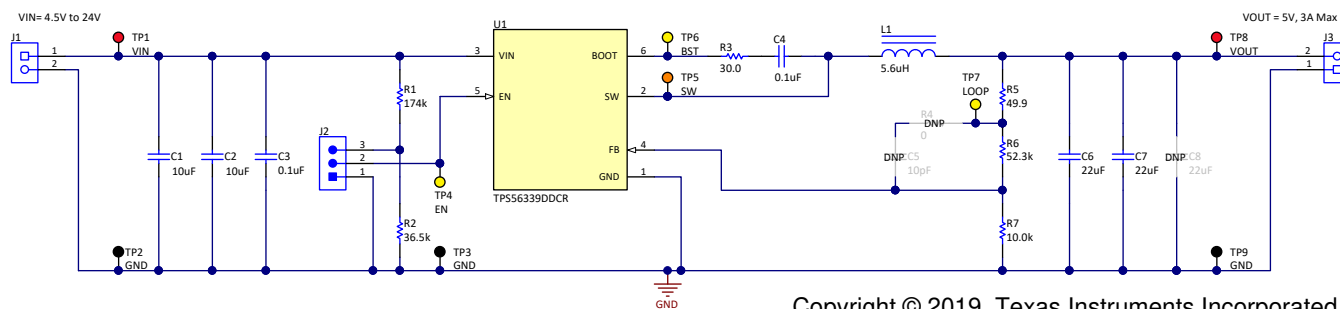 VIN= 4.5V to 24V
VOUT = 5V, 3A Max
J1
1
2
TP1
VIN
U1
3
VIN
BOOT
6
TP6
BST
R3
30.0
C4
0.1uF
L1
5.6uH
TP8
VOUT
J3
2
1
5
EN
SW
2
TP5
SW
R1
174k
TP7
LOOP
R5
49.9
R4
0
DNP
J2
3
2
1
FB
4
GND
1
TPS56339DDCR
DNP
C5
10pF
R6
52.3k
C1
10uF
C2
10uF
C3
0.1uF
C6
22uF
C7
22uF
DNP
C8
22uF
TP4
EN
R2
36.5k
R7
10.0k
TP2
GND
TP3
GND
TP9
GND
GND
Copyright © 2019, Texas Instruments Incorporated